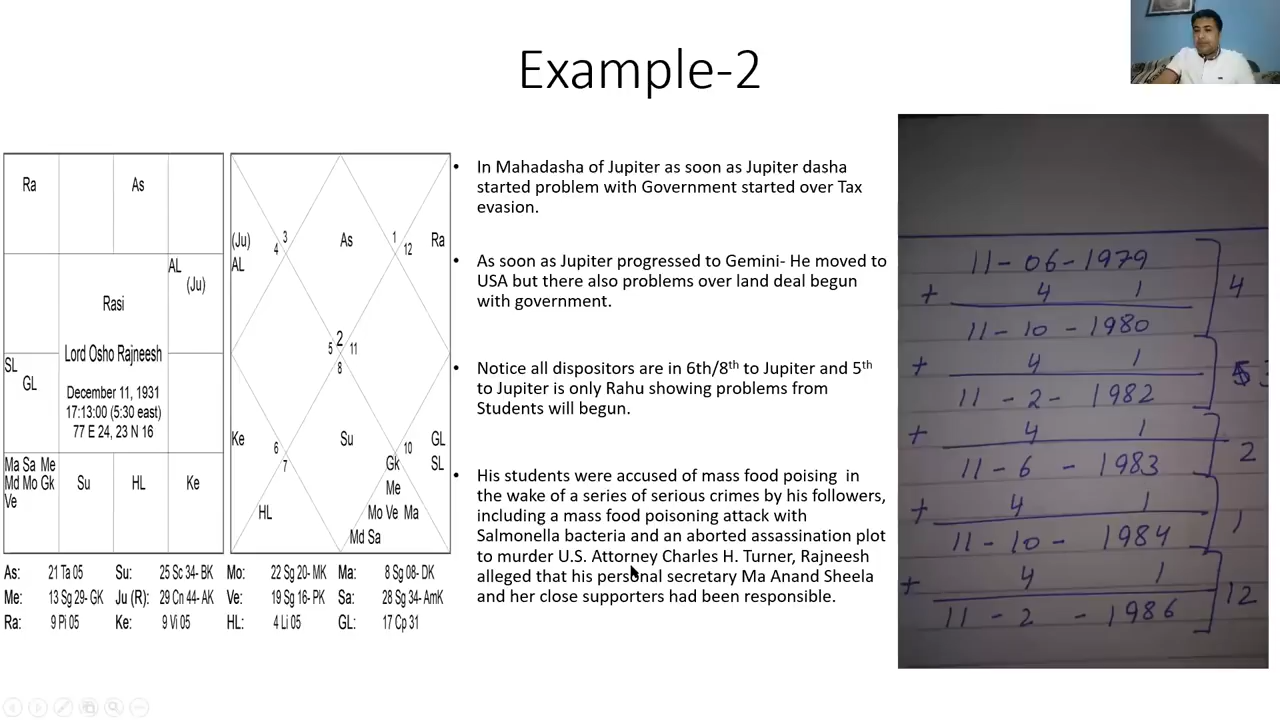 Example-2
Ra
As
AL
(Ju)
Rasi
Lord Osho Rajneesh
December 11, 1931
17:13:00 (5:30 east)
77 E 24, 23 N 16
SL
GL
Ma Sa Me
Md Mo Gk
Ve
Su
HL
Ke
(Ju)
AL
4
3
As
1
12
Ra
5
2
11
8
Ke
6
7
Su
10
GL
SL
Gk
Me
HL
Mo Ve Ma
Md Sa
As: 21 Ta 05 Su: 25 Sc 34- BK Mo: 22 Sg 20- MK Ma: 8 Sg 08- DK
Me: 13 Sg 29- GK Ju (R): 29 Cn 44- AK Ve: 19 Sg 16- PK Sa: 28 Sg 34- AmK
Ra: 9 Pi 05 Ke: 9 Vi 05 HL: 4 Li 05 GL: 17 Cp 31
• In Mahadasha of Jupiter as soon as Jupiter dasha
started problem with Government started over Tax
evasion.
• As soon as Jupiter progressed to Gemini- He moved to
USA but there also problems over land deal begun
with government.
• Notice all dispositors are in 6th/8th to Jupiter and 5th
to Jupiter is only Rahu showing problems from
Students will begun.
• His students were accused of mass food poising in
the wake of a series of serious crimes by his followers,
including a mass food poisoning attack with
Salmonella bacteria and an aborted assassination plot
to murder U.S. Attorney Charles H. Turner, Rajneesh
alleged that his personal secretary Ma Anand Sheela
and her close supporters had been responsible.
11-06-1979
+ 4 1
4
11-10-1980
+ 4 1
3
11-2-1982
+ 4 1
2
11-6-1983
+ 4 1
1
11-10-1984
+ 4 1
12
11-2-1986